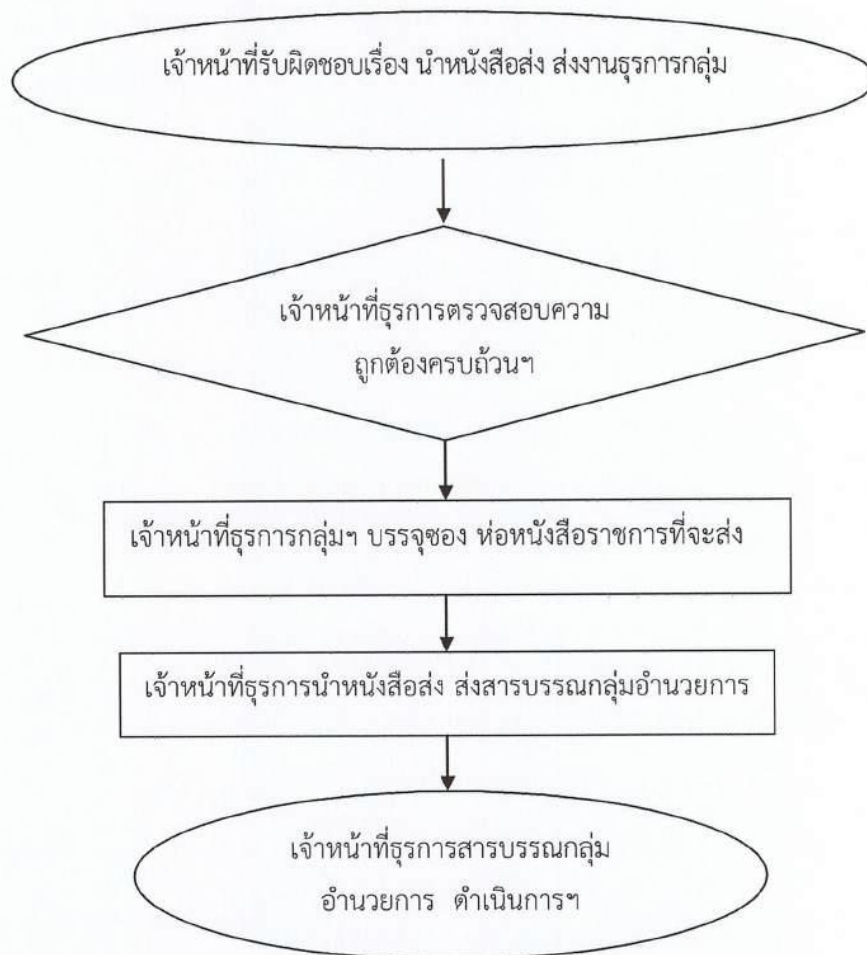 เจ้าหน้าที่รับผิดชอบเรื่อง นำหนังสือส่ง ส่งงานธุรการกลุ่ม
เจ้าหน้าที่ธุรการตรวจสอบความ
ถูกต้องครบถ้วนฯ
เจ้าหน้าที่ธุรการกลุ่มฯ บรรจุซอง ห่อหนังสือราชการที่จะส่ง
เจ้าหน้าที่ธุรการนำหนังสือส่ง ส่งสารบรรณกลุ่มอำนวยการ
เจ้าหน้าที่ธุรการสารบรรณกลุ่ม
อำนวยการ ดำเนินการฯ